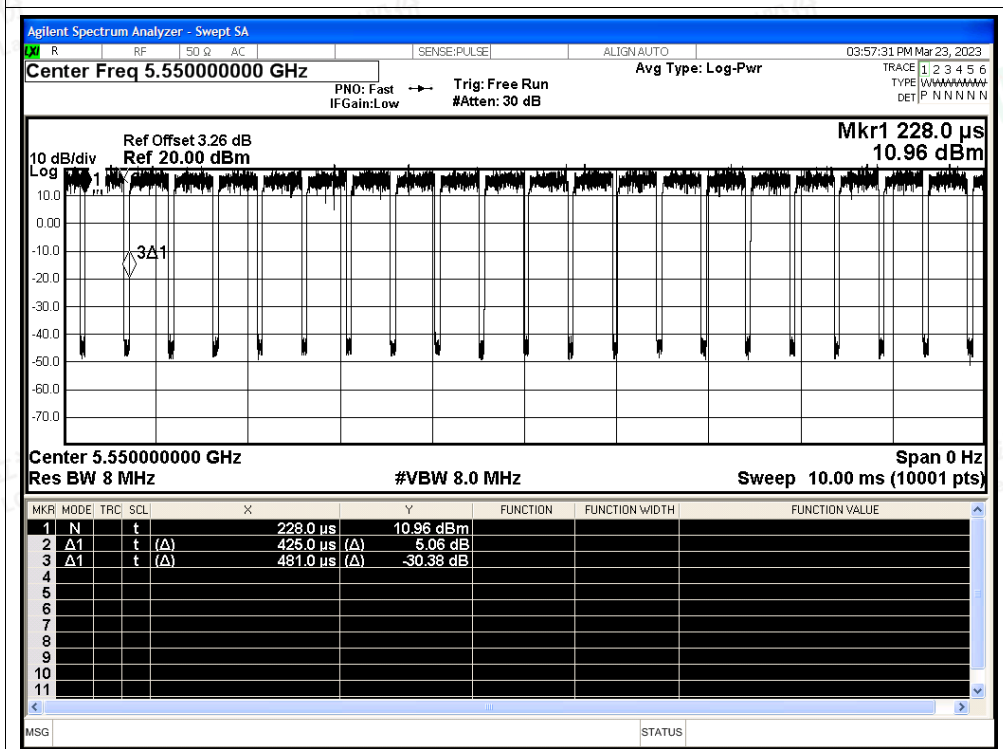 Agilent Spectrum Analyzer - Swept SA
LXI R RF 50 Ω AC SENSE:PULSE ALIGN AUTO 03:57:31 PM Mar 23, 2023
Center Freq 5.550000000 GHz
PNO: Fast
IFGain:Low
Trig: Free Run
#Atten: 30 dB
Avg Type: Log-Pwr
TRACE 1 2 3 4 5 6
TYPE WWWWWW
DET P N N N N N
Mkr1 228.0 µs
10.96 dBm
Ref Offset 3.26 dB
10 dB/div Ref 20.00 dBm
Log
1
10.0
0.00
-10.0
3Δ1
-20.0
-30.0
-40.0
-50.0
-60.0
-70.0
Center 5.550000000 GHz Span 0 Hz
Res BW 8 MHz #VBW 8.0 MHz Sweep 10.00 ms (10001 pts)
MKR MODE TRC SCL X Y FUNCTION FUNCTION WIDTH FUNCTION VALUE
1 N t 228.0 µs 10.96 dBm
2 Δ1 t (Δ) 425.0 µs (Δ) 5.06 dB
3 Δ1 t (Δ) 481.0 µs (Δ) -30.38 dB
4
5
6
7
8
9
10
11
MSG STATUS